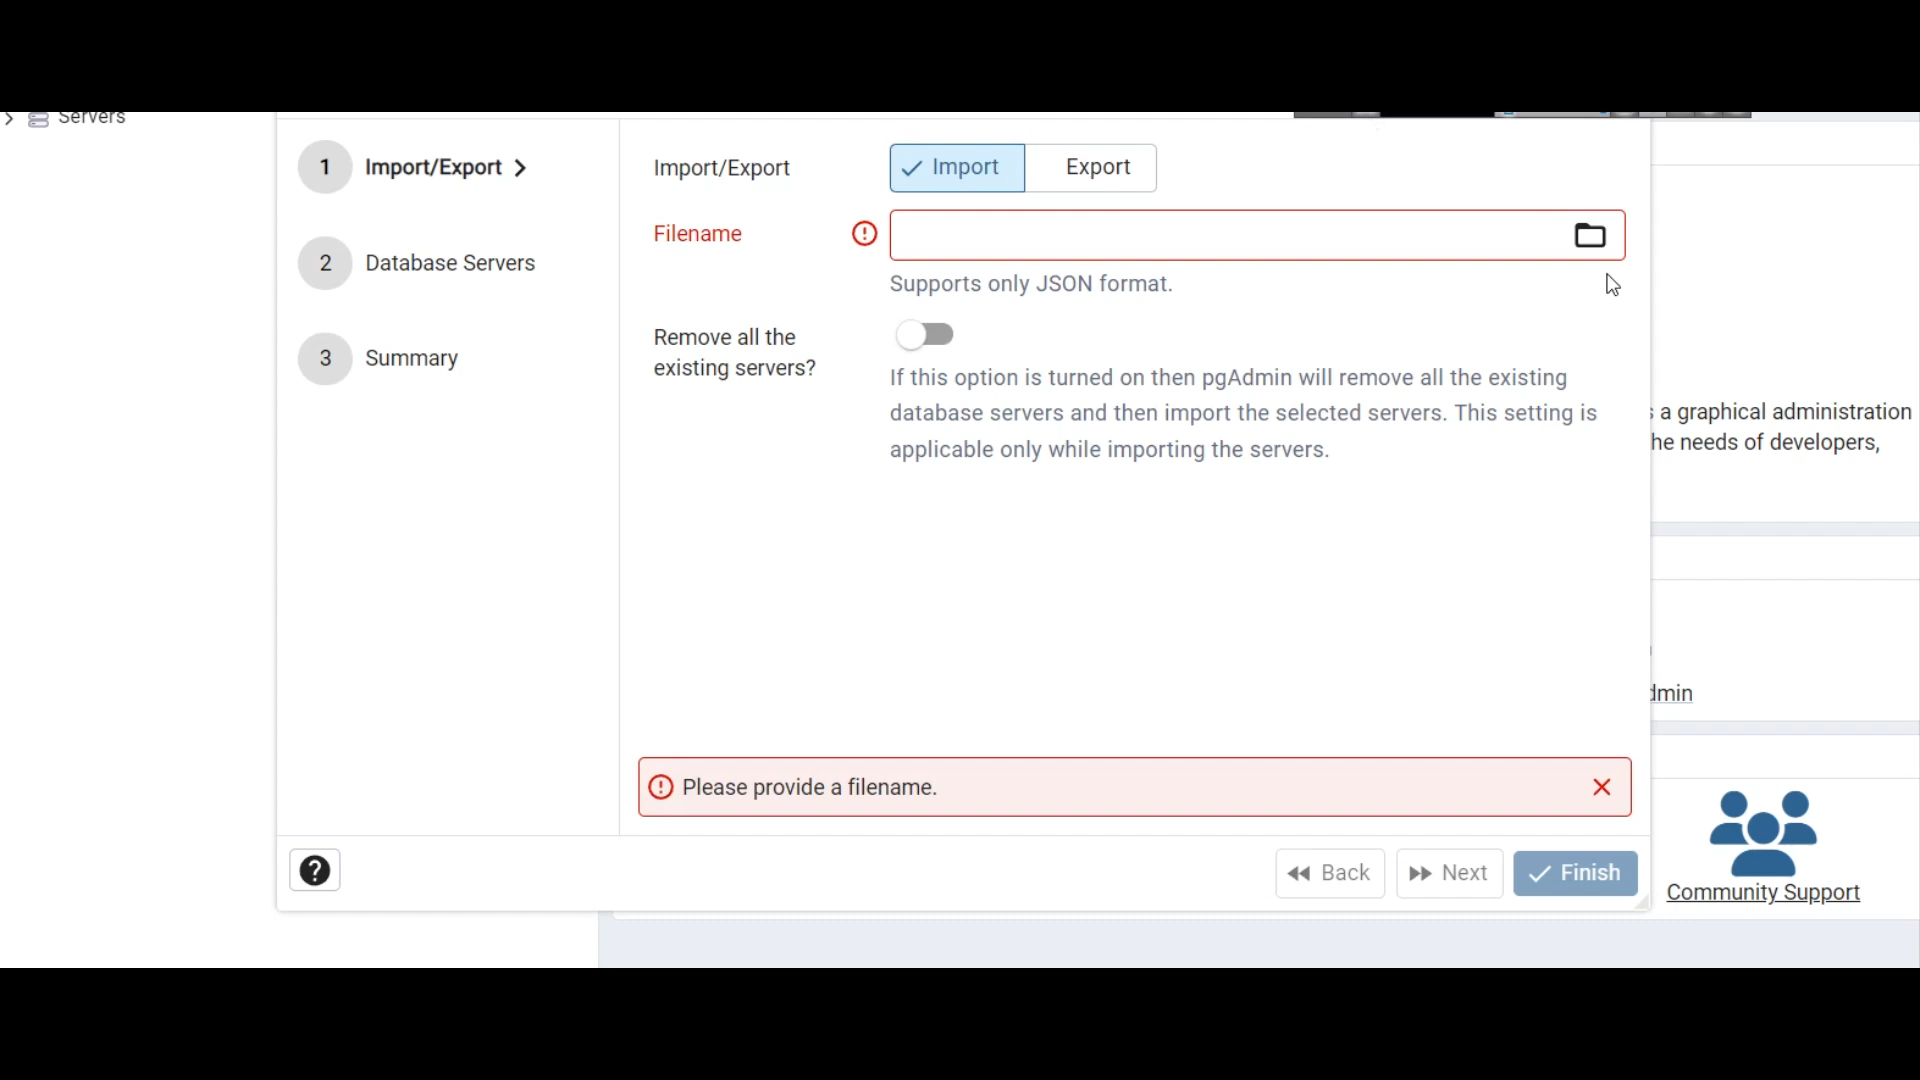 Servers
1 Import/Export
2 Database Servers
3 Summary
Import/Export Import Export
Filename
Supports only JSON format.
Remove all the
existing servers?
If this option is turned on then pgAdmin will remove all the existing
database servers and then import the selected servers. This setting is
applicable only while importing the servers.
Please provide a filename.
Back Next Finish
a graphical administration
he needs of developers,
dmin
Community Support